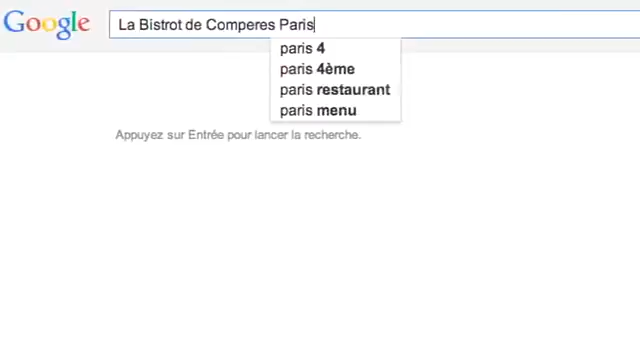 Google
La Bistrot de Comperes Paris
paris 4
paris 4ème
paris restaurant
paris menu
Appuyez sur Entrée pour lancer la recherche.